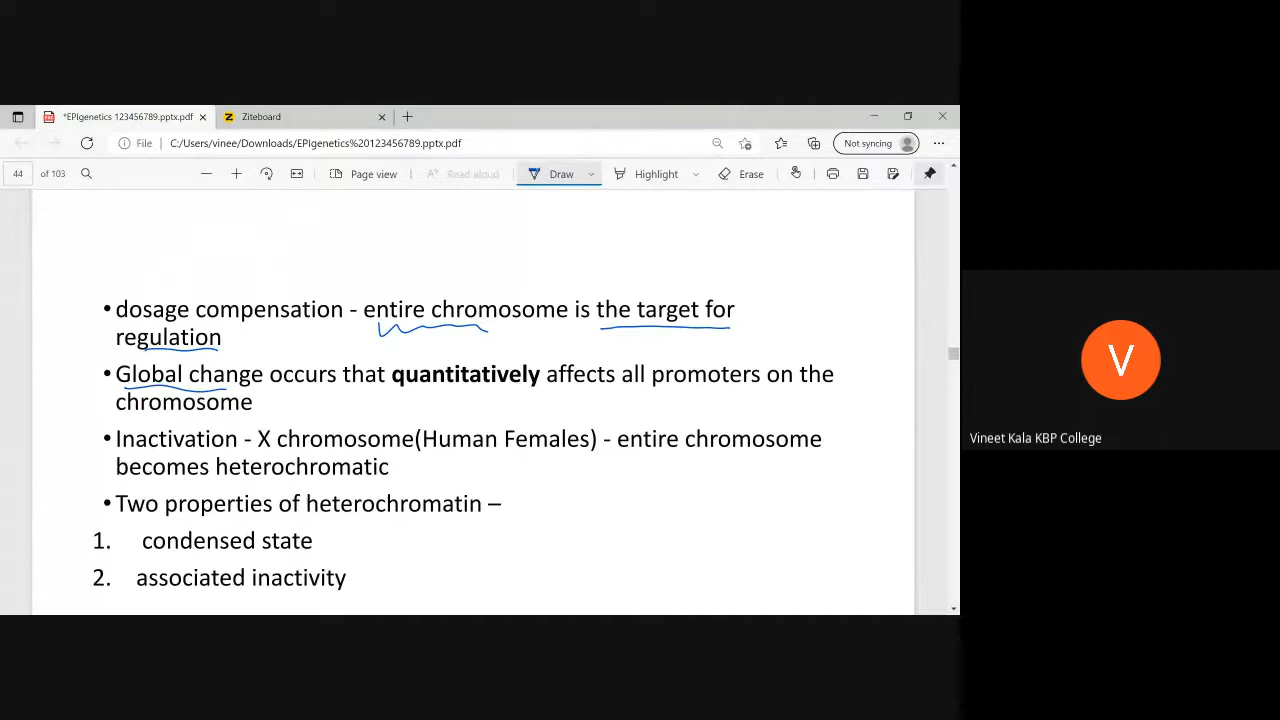 *EPIgenetics 123456789.pptx.pdf
Ziteboard
File
C:/Users/vinee/Downloads/EPIgenetics%20123456789.pptx.pdf
Not syncing
44 of 103
Page view
Read aloud
Draw
Highlight
Erase
• dosage compensation - entire chromosome is the target for
regulation
• Global change occurs that quantitatively affects all promoters on the
chromosome
• Inactivation - X chromosome(Human Females) - entire chromosome
becomes heterochromatic
• Two properties of heterochromatin –
1. condensed state
2. associated inactivity
V
Vineet Kala KBP College